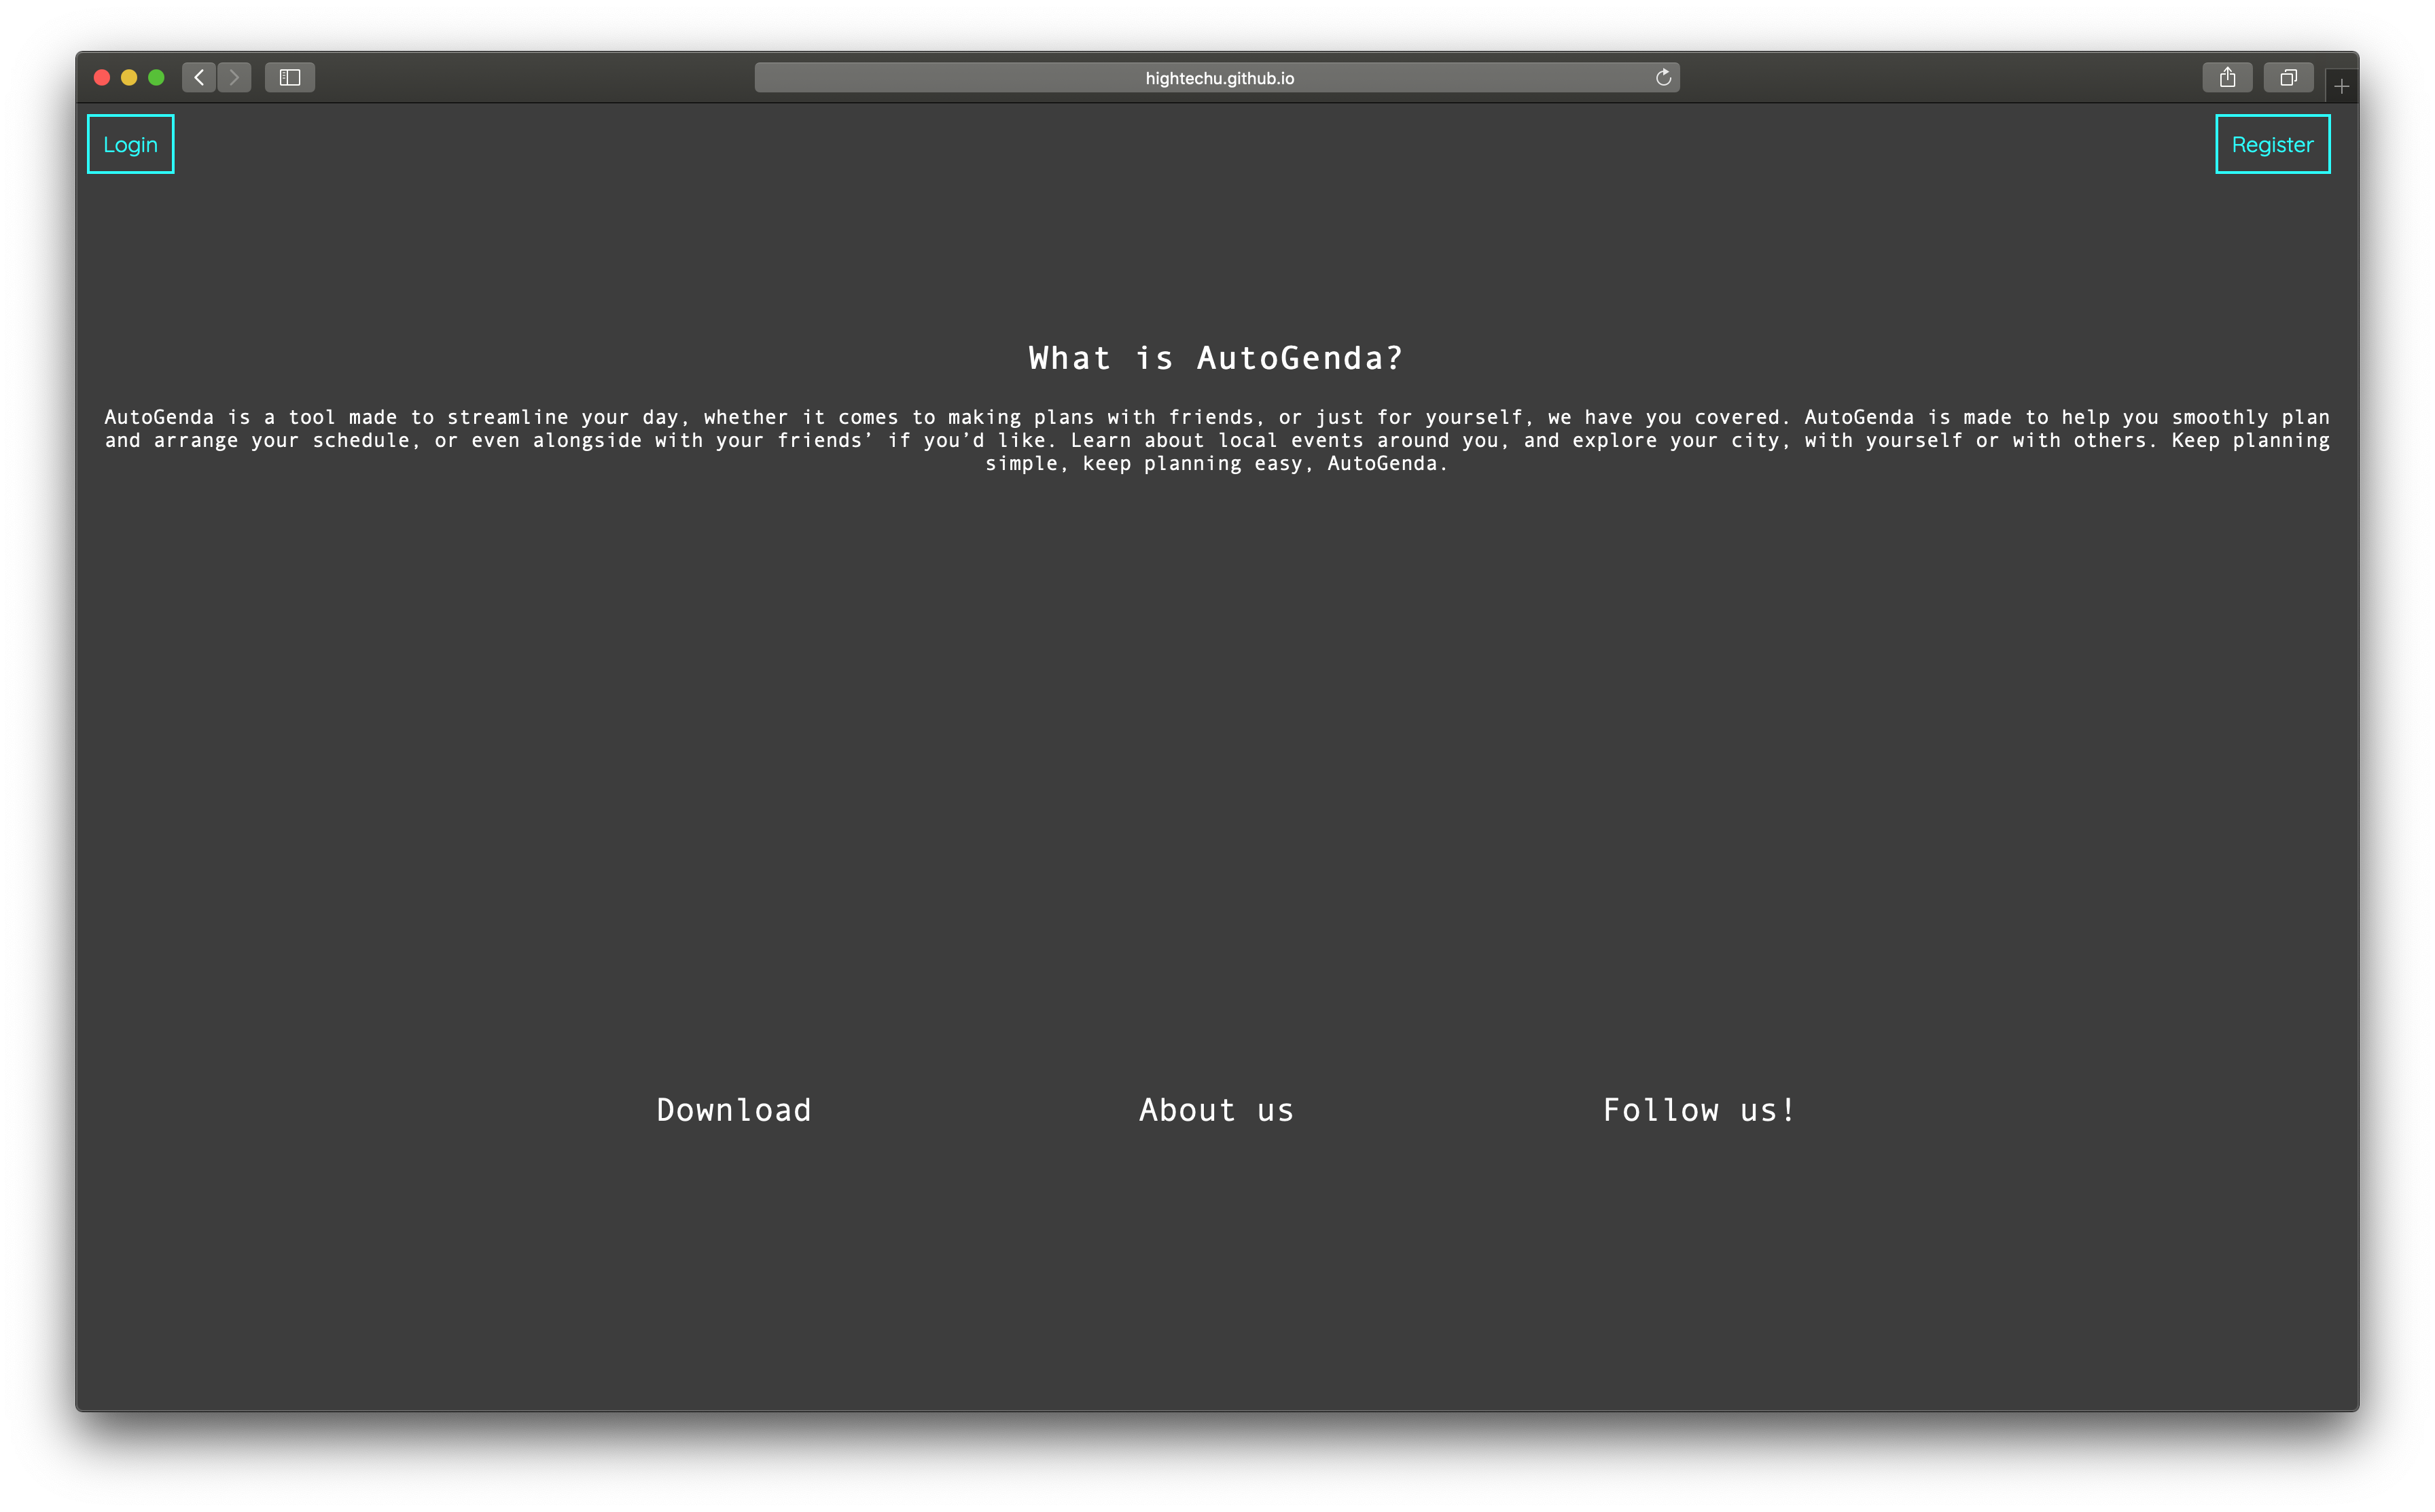 hightechu.github.io
Login
Register
What is AutoGenda?
AutoGenda is a tool made to streamline your day, whether it comes to making plans with friends, or just for yourself, we have you covered. AutoGenda is made to help you smoothly plan
and arrange your schedule, or even alongside with your friends’ if you’d like. Learn about local events around you, and explore your city, with yourself or with others. Keep planning
simple, keep planning easy, AutoGenda.
Download
About us
Follow us!